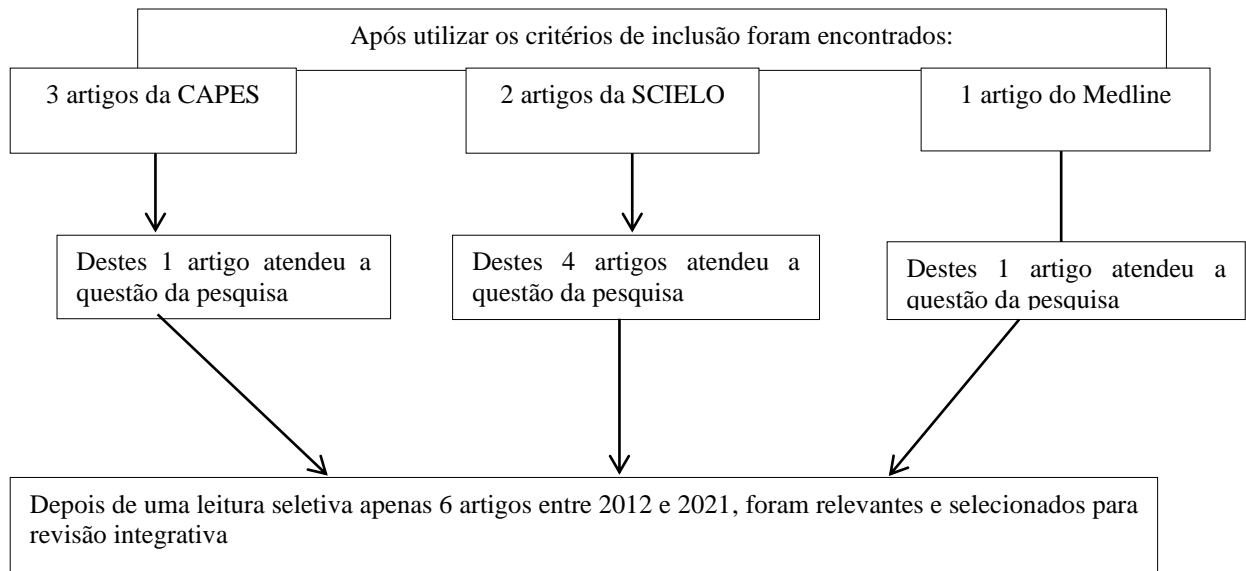 Após utilizar os critérios de inclusão foram encontrados:
3 artigos da CAPES
2 artigos da SCIELO
1 artigo do Medline
Destes 1 artigo atendeu a
questão da pesquisa
Destes 4 artigos atendeu a
questão da pesquisa
Destes 1 artigo atendeu a
questão da pesquisa
Depois de uma leitura seletiva apenas 6 artigos entre 2012 e 2021, foram relevantes e selecionados para
revisão integrativa